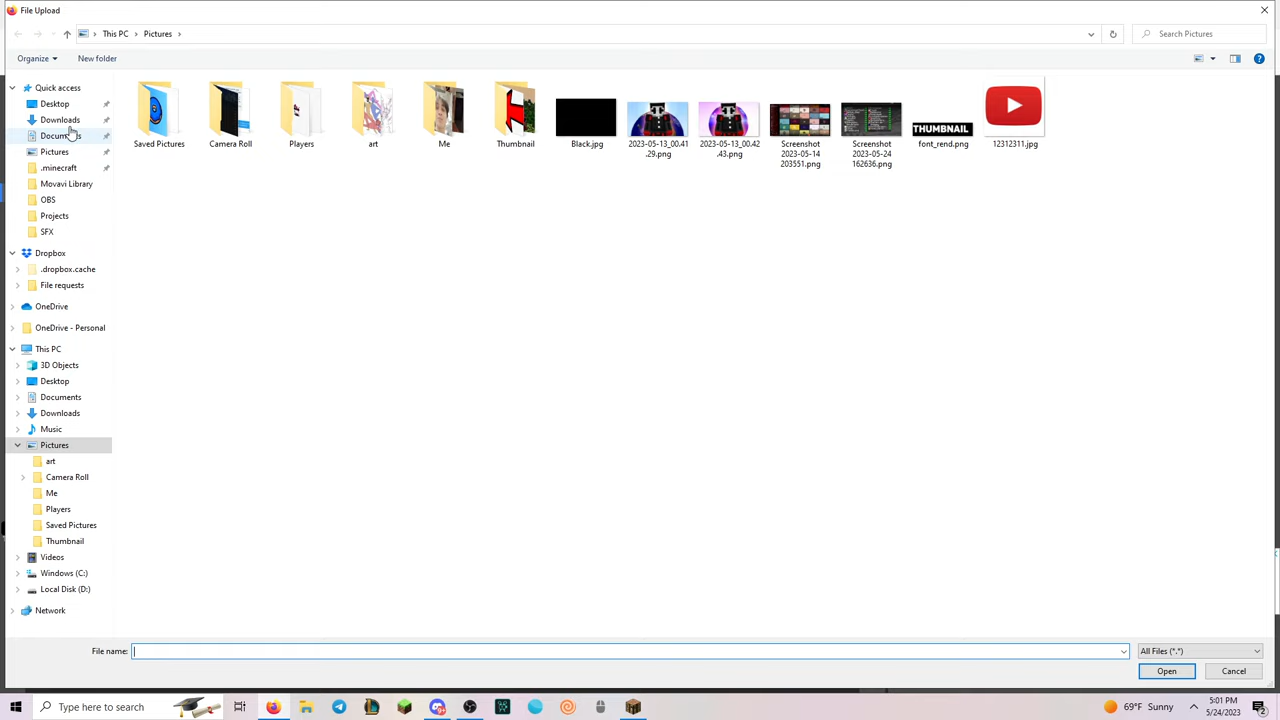 File Upload
This PC
Pictures
Search Pictures
Organize
New folder
Quick access
Desktop
Downloads
Pictures
.minecraft
Movavi Library
OBS
Projects
SFX
Dropbox
.dropbox.cache
File requests
OneDrive
OneDrive - Personal
This PC
3D Objects
Desktop
Documents
Downloads
Music
Pictures
art
Camera Roll
Me
Players
Saved Pictures
Thumbnail
Videos
Windows (C:)
Local Disk (D:)
Network
Saved Pictures
Camera Roll
Players
art
Me
Thumbnail
Black.jpg
2023-05-13_00.41
.29.png
2023-05-13_00.42
.43.png
Screenshot
2023-05-14
203551.png
Screenshot
2023-05-24
162636.png
THUMBNAIL
font_rend.png
12312311.jpg
File name:
All Files (*.*)
Open
Cancel
Type here to search
69°F Sunny
5:01 PM
5/24/2023
2